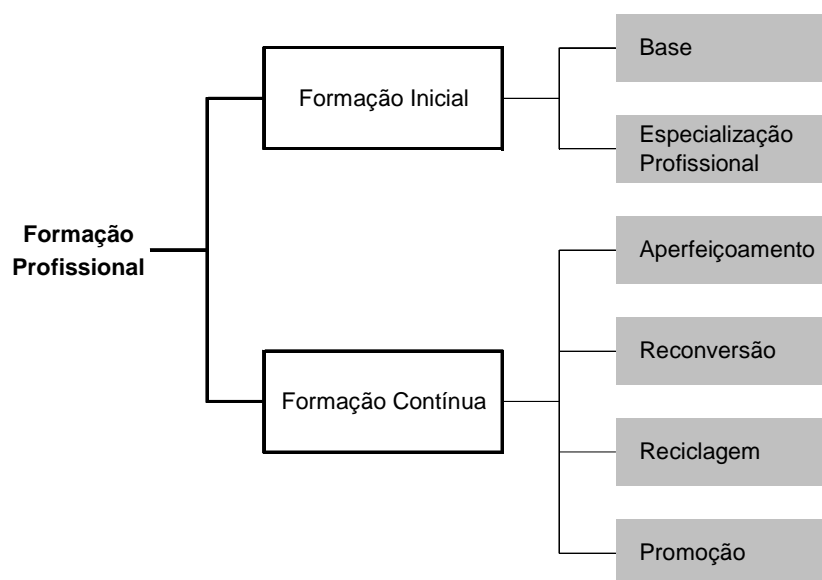 Formação
Profissional
Formação Inicial
Base
Especialização
Profissional
Formação Contínua
Aperfeiçoamento
Reconversão
Reciclagem
Promoção